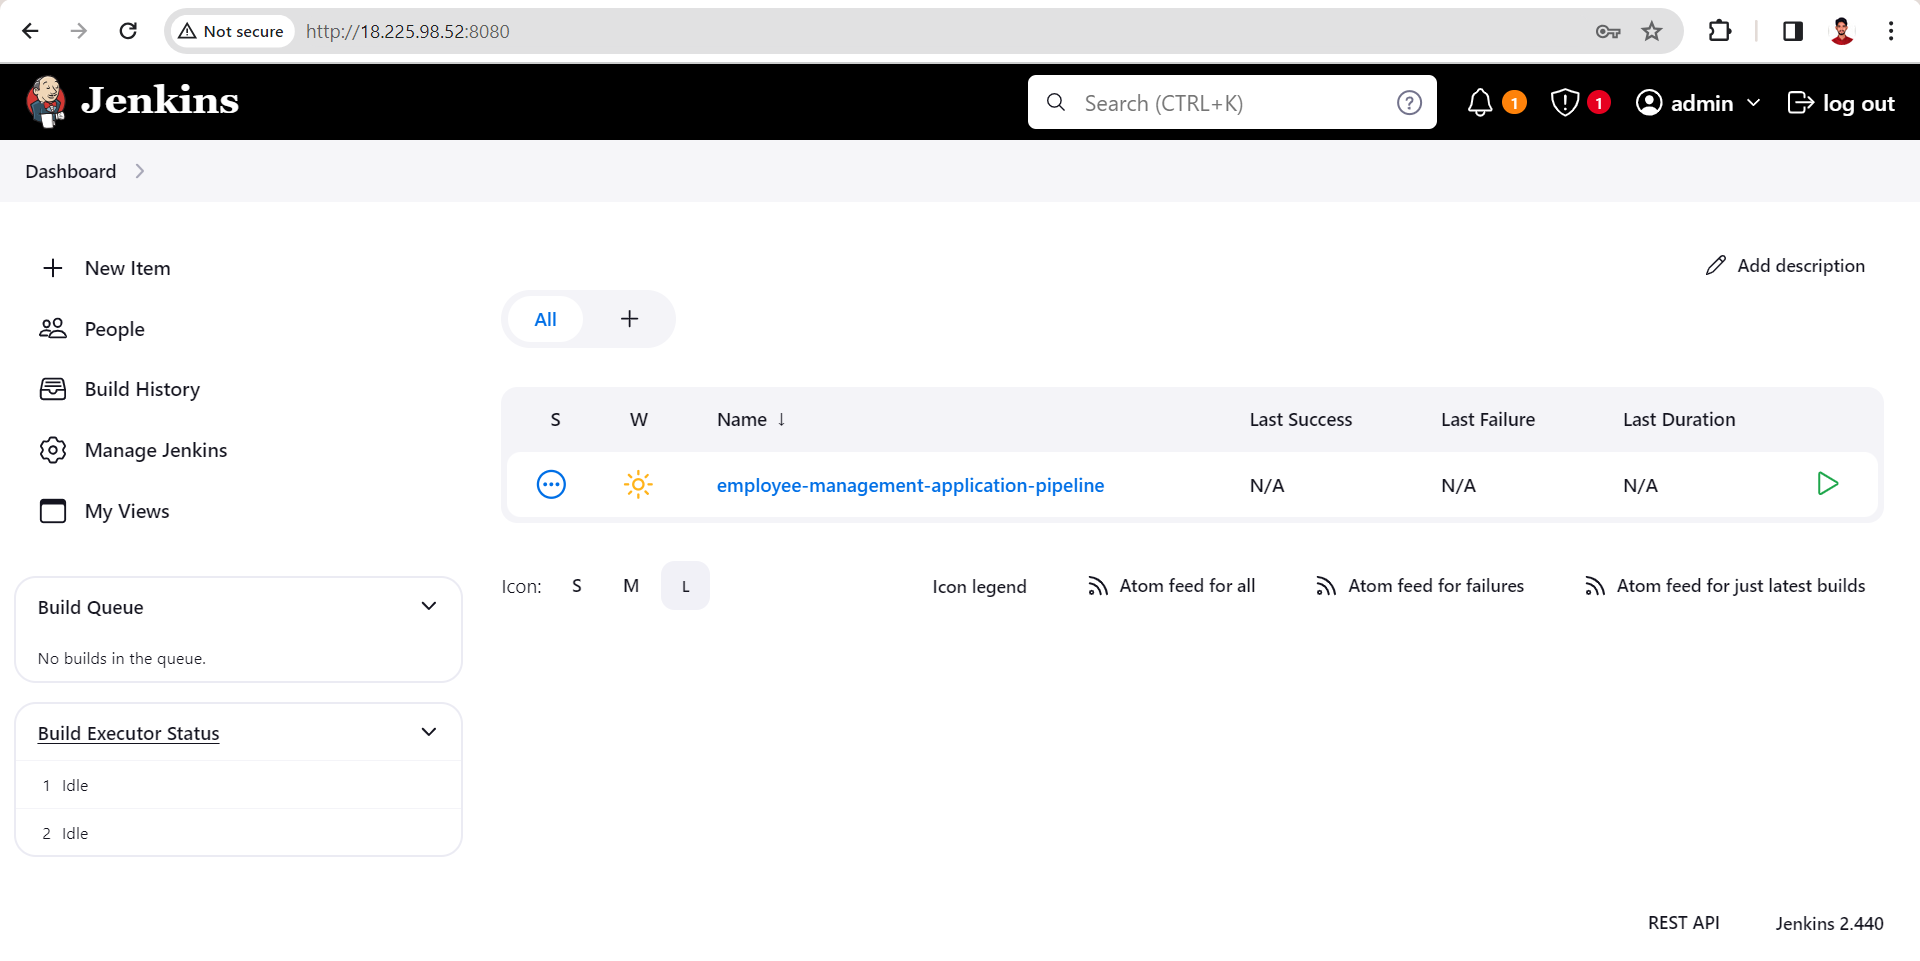 Not secure http://18.225.98.52:8080
Jenkins Search (CTRL+K) ? 1 1 admin log out
Dashboard
New Item
People
Build History
Manage Jenkins
My Views
Build Queue
No builds in the queue.
Build Executor Status
1 Idle
2 Idle
Add description
All
S W Name ↓ Last Success Last Failure Last Duration
employee-management-application-pipeline N/A N/A N/A
Icon: S M L Icon legend Atom feed for all Atom feed for failures Atom feed for just latest builds
REST API Jenkins 2.440